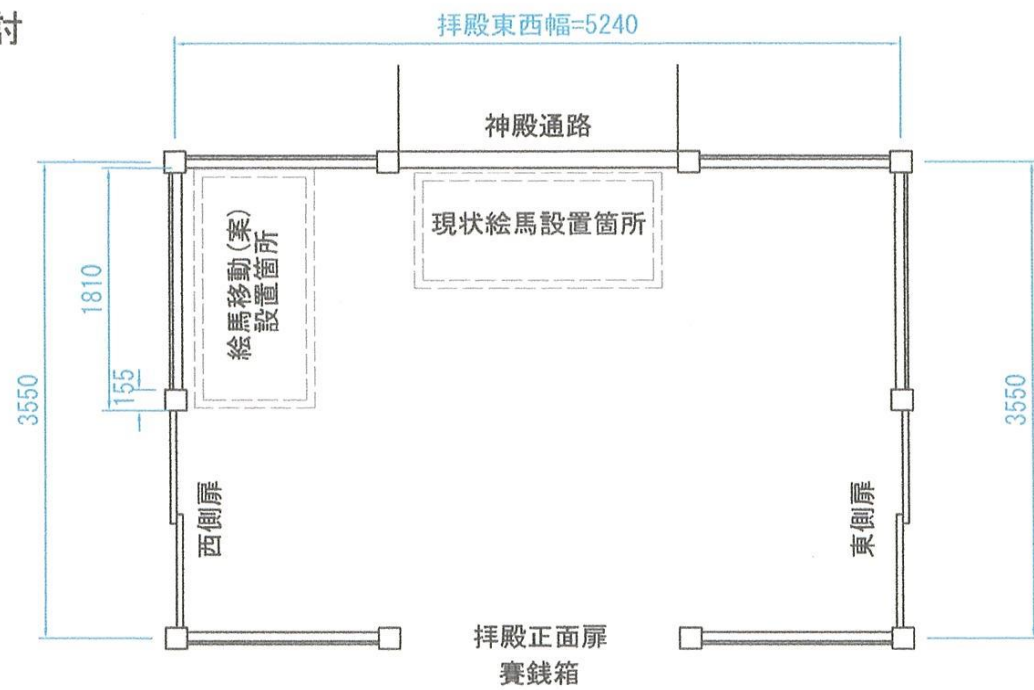 討
拝殿東西幅=5240
神殿通路
現状絵馬設置箇所
絵馬移動(案)
設置箇所
1810
155
3550
3550
西側扉
東側扉
拝殿正面扉
賽銭箱